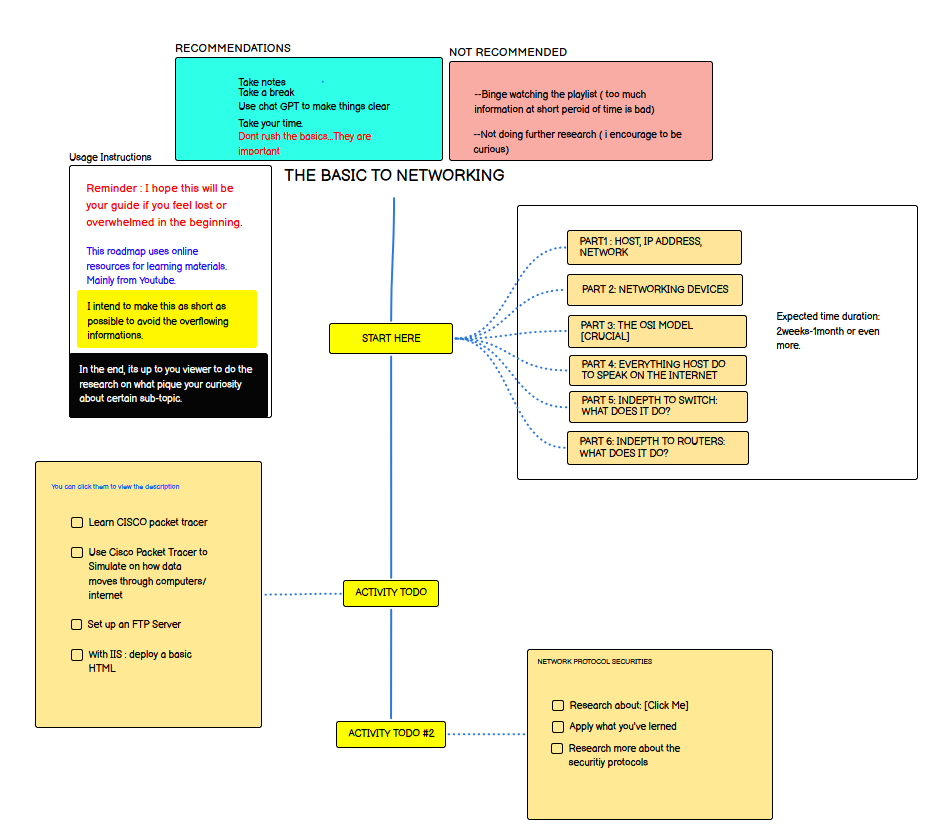 RECOMMENDATIONS
Take notes
Take a break
Use chat GPT to make things clear
Take your time.
Dont rush the basics...They are
important
NOT RECOMMENDED
--Binge watching the playlist ( too much
information at short peroid of time is bad)
--Not doing further research ( i encourage to be
curious)
Usage Instructions
Reminder : I hope this will be
your guide if you feel lost or
overwhelmed in the beginning.
This roadmap uses online
resources for learning materials.
Mainly from Youtube.
I intend to make this as short as
possible to avoid the overflowing
informations.
In the end, its up to you viewer to do the
research on what pique your curiosity
about certain sub-topic.
THE BASIC TO NETWORKING
START HERE
PART1 : HOST, IP ADDRESS,
NETWORK
PART 2: NETWORKING DEVICES
PART 3: THE OSI MODEL
[CRUCIAL]
PART 4: EVERYTHING HOST DO
TO SPEAK ON THE INTERNET
PART 5: INDEPTH TO SWITCH:
WHAT DOES IT DO?
PART 6: INDEPTH TO ROUTERS:
WHAT DOES IT DO?
Expected time duration:
2weeks-1month or even
more.
You can click them to view the description
Learn CISCO packet tracer
Use Cisco Packet Tracer to
Simulate on how data
moves through computers/
internet
Set up an FTP Server
With IIS : deploy a basic
HTML
ACTIVITY TODO
ACTIVITY TODO #2
NETWORK PROTOCOL SECURITIES
Research about: [Click Me]
Apply what you've lerned
Research more about the
securitiy protocols